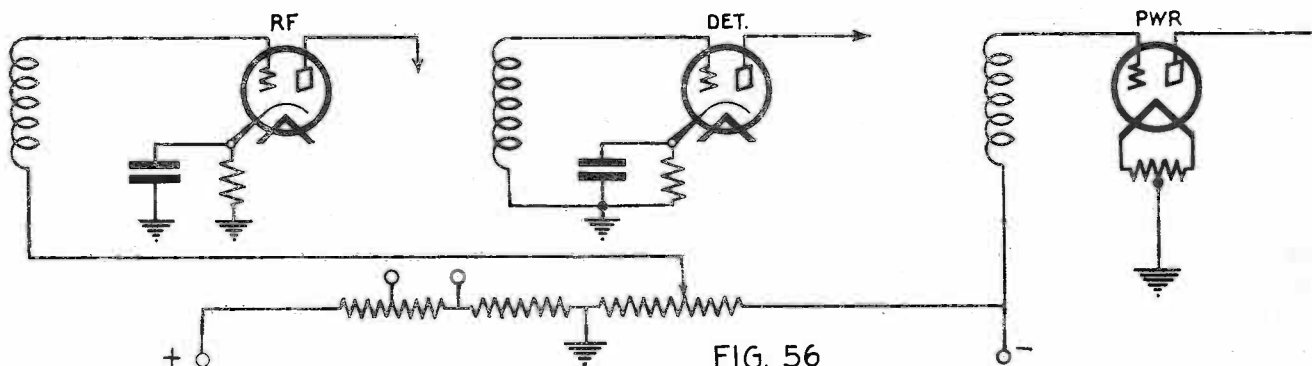 RF
DET.
PWR
+
-
FIG. 56